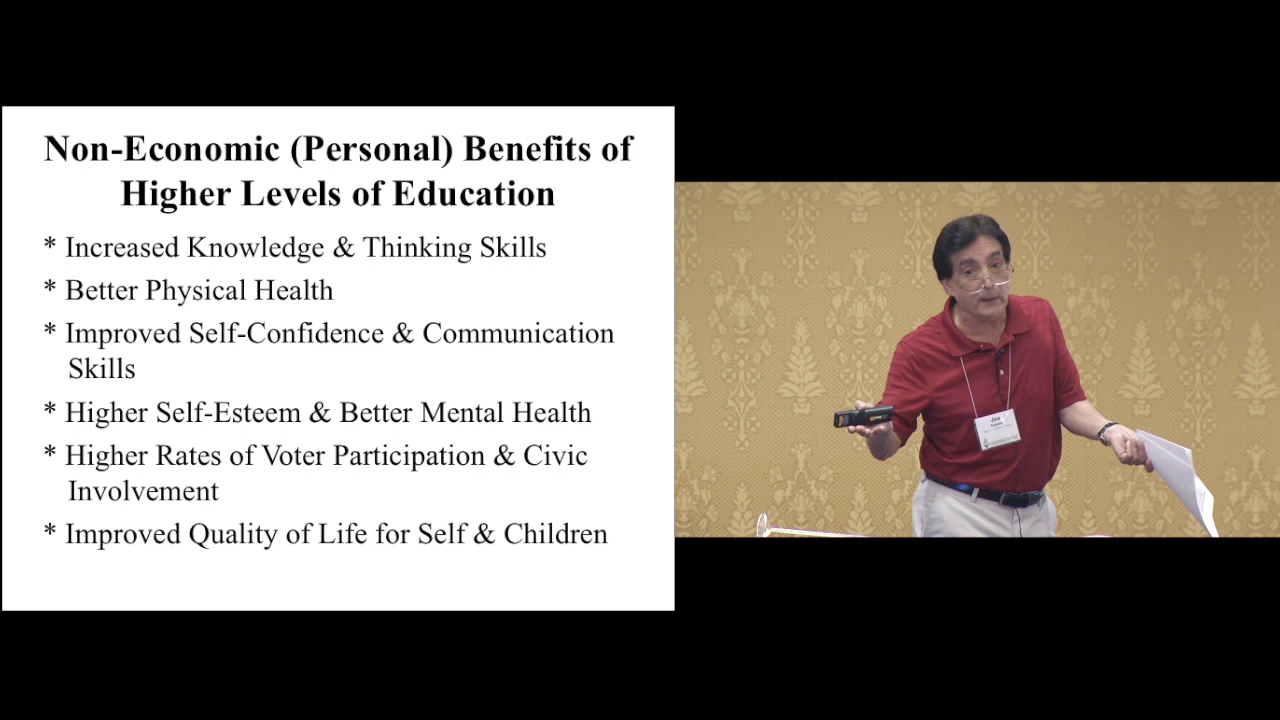 Non-Economic (Personal) Benefits of
Higher Levels of Education
* Increased Knowledge & Thinking Skills
* Better Physical Health
* Improved Self-Confidence & Communication
Skills
* Higher Self-Esteem & Better Mental Health
* Higher Rates of Voter Participation & Civic
Involvement
* Improved Quality of Life for Self & Children
Joe